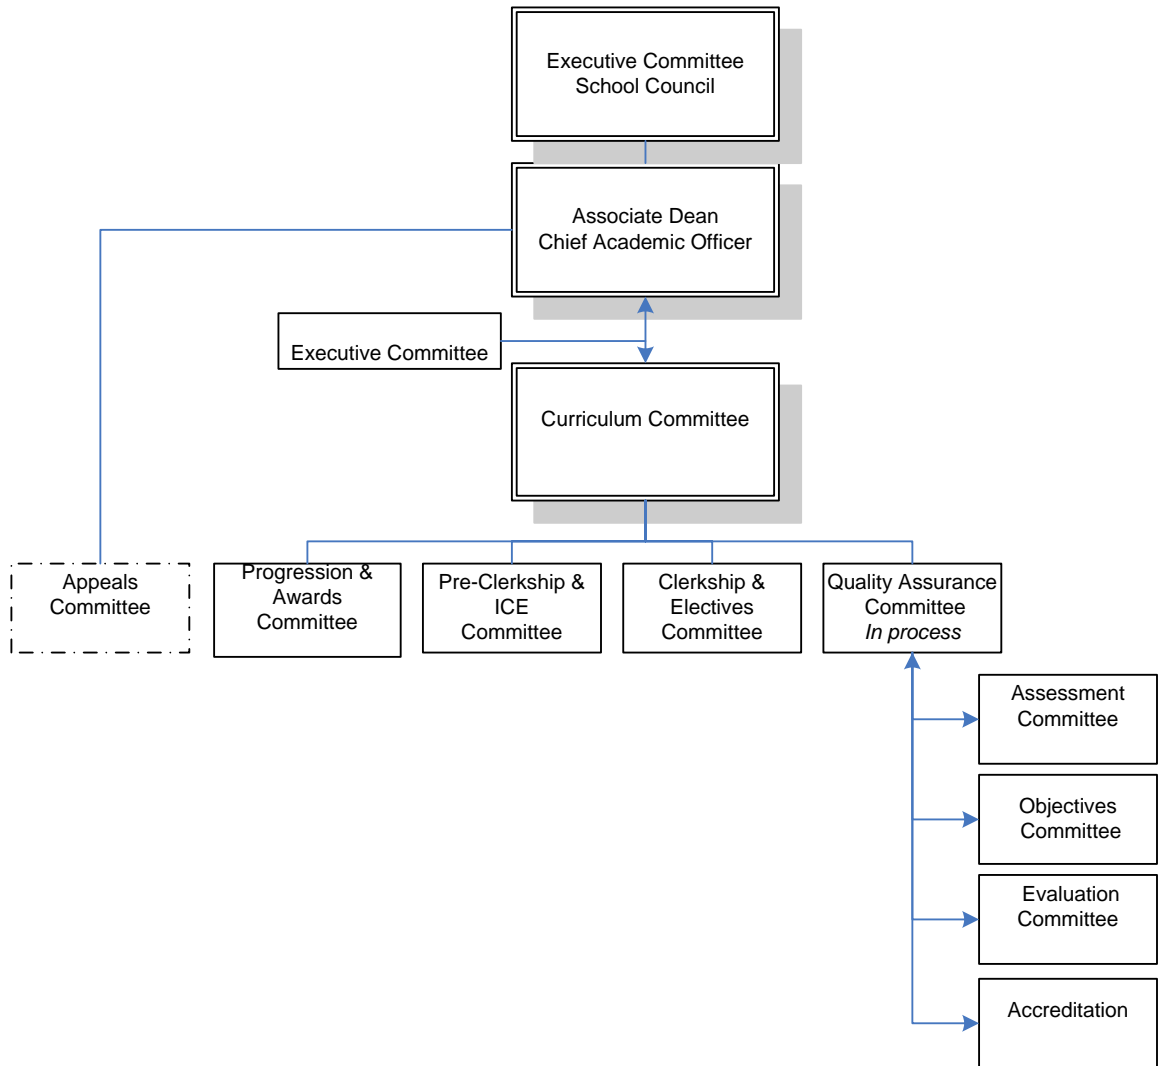 Executive Committee
School Council
Associate Dean
Chief Academic Officer
Executive Committee
Curriculum Committee
Appeals
Committee
Progression &
Awards
Committee
Pre-Clerkship &
ICE
Committee
Clerkship &
Electives
Committee
Quality Assurance
Committee
In process
Assessment
Committee
Objectives
Committee
Evaluation
Committee
Accreditation